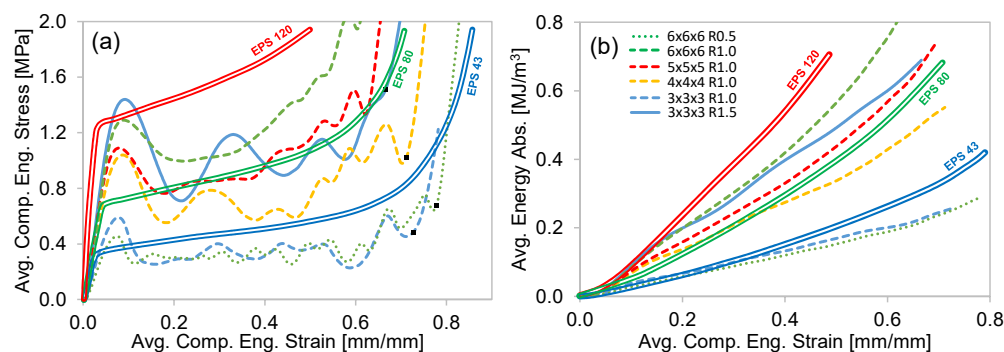 (a)
Avg. Comp. Eng. Stress [MPa]
2.0
1.6
1.2
0.8
0.4
0.0
EPS 120
EPS 80
EPS 43
0.0
0.2
0.4
0.6
0.8
Avg. Comp. Eng. Strain [mm/mm]
(b)
Avg. Energy Abs. [MJ/m³]
0.8
0.6
0.4
0.2
0.0
6x6x6 R0.5
6x6x6 R1.0
5x5x5 R1.0
4x4x4 R1.0
3x3x3 R1.0
3x3x3 R1.5
EPS 120
EPS 80
EPS 43
0.0
0.2
0.4
0.6
0.8
Avg. Comp. Eng. Strain [mm/mm]